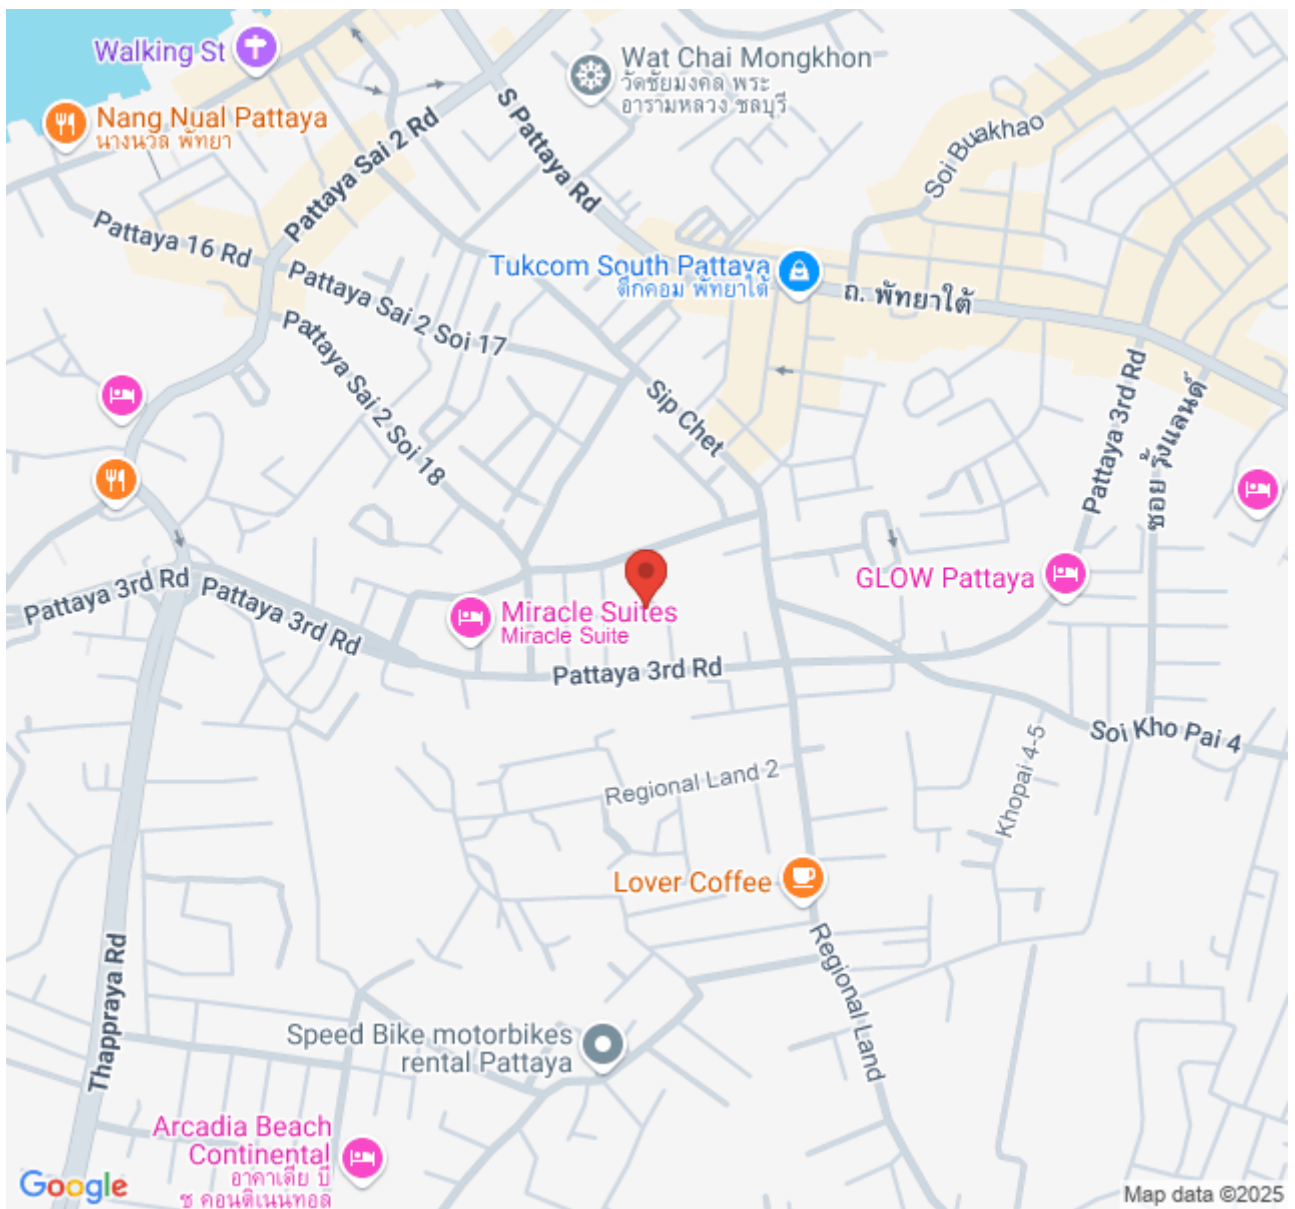 Walking St
Wat Chai Mongkhon
วัดชัยมงคล พระ
อารามหลวง ชลบุรี
Nang Nual Pattaya
นางนวล พัทยา
Pattaya Sai 2 Rd
S Pattaya Rd
Soi Buakhao
Pattaya 16 Rd
Tukcom South Pattaya
ตึกคอม พัทยาใต้
ถ. พัทยาใต้
Pattaya Sai 2 Soi 17
Pattaya Sai 2 Soi 18
Sip Chet
Pattaya 3rd Rd
ซอย วุ้งแลนด์
GLOW Pattaya
Pattaya 3rd Rd
Pattaya 3rd Rd
Miracle Suites
Miracle Suite
Pattaya 3rd Rd
Soi Kho Pai 4
Khopai 4-5
Regional Land 2
Lover Coffee
Regional Land
Thappraya Rd
Speed Bike motorbikes
rental Pattaya
Arcadia Beach
Continental
อาคาเดีย บี
ช คอนติเนนทอล
Google
Map data ©2025